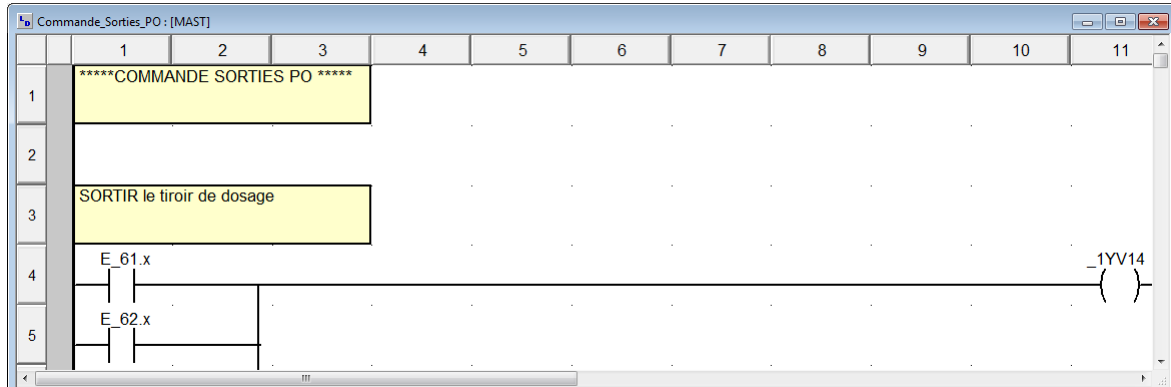 Commande_Sorties_PO : [MAST]
1 2 3 4 5 6 7 8 9 10 11
1
*****COMMANDE SORTIES PO *****
2
3
SORTIR le tiroir de dosage
4
E_61.x
_1YV14
5
E_62.x